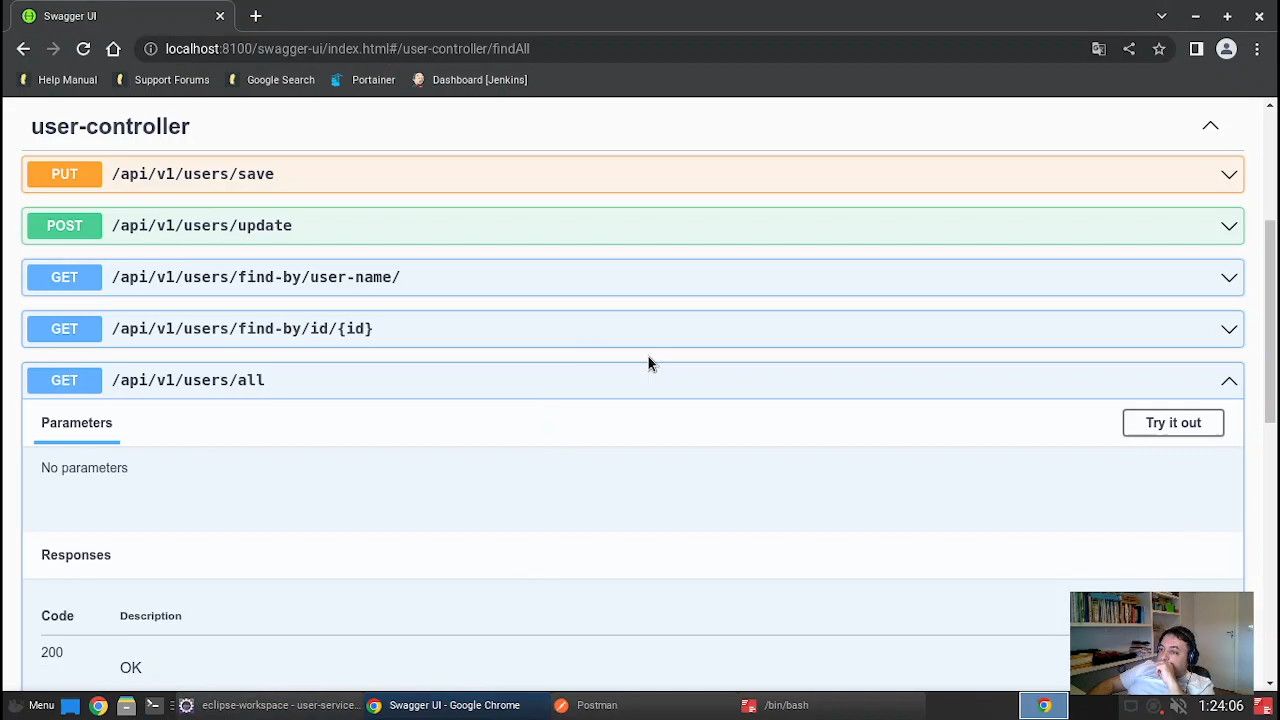 Swagger UI
localhost:8100/swagger-ui/index.html#/user-controller/findAll
Help Manual
Support Forums
Google Search
Portainer
Dashboard [Jenkins]
user-controller
PUT /api/v1/users/save
POST /api/v1/users/update
GET /api/v1/users/find-by/user-name/
GET /api/v1/users/find-by/id/{id}
GET /api/v1/users/all
Parameters
Try it out
No parameters
Responses
Code Description
200
OK
Menu
eclipse-workspace - user-serv
Swagger UI - Google Chrome
Postman
/bin/bash
1:24:06